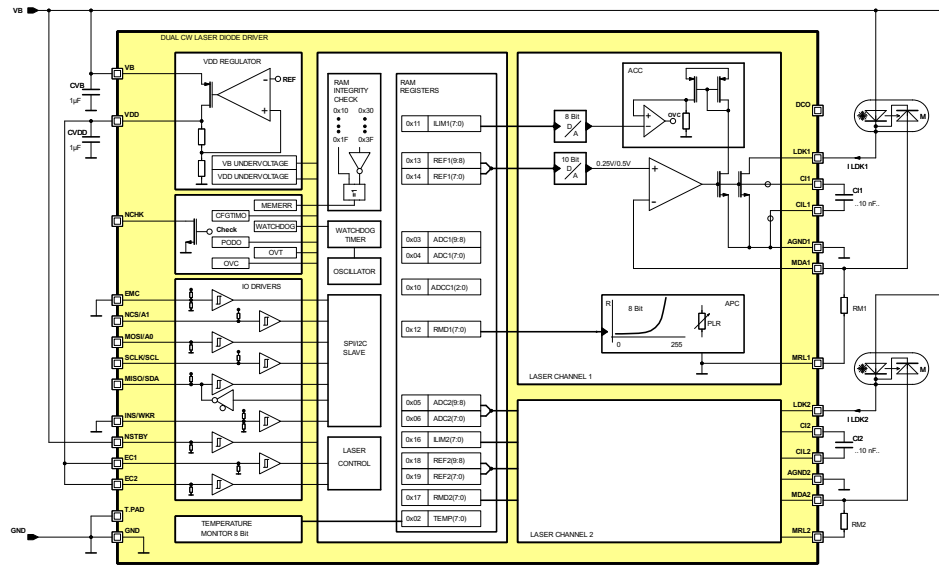 VB
DUAL CW LASER DIODE DRIVER
VB
VDD REGULATOR
REF
CVB
1µF
VDD
CVDD
1µF
VB UNDERVOLTAGE
VDD UNDERVOLTAGE
RAM INTEGRITY CHECK
0x10 0x30
0x1F 0x3F
=1
RAM REGISTERS
0x11 ILIM1(7:0)
0x13 REF1(9:8)
0x14 REF1(7:0)
0x03 ADC1(9:8)
0x04 ADC1(7:0)
0x10 ADCC1(2:0)
0x12 RMD1(7:0)
0x05 ADC2(9:8)
0x06 ADC2(7:0)
0x16 ILIM2(7:0)
0x18 REF2(9:8)
0x19 REF2(7:0)
0x17 RMD2(7:0)
0x02 TEMP(7:0)
NCHK
MEMERR
CFGTIMO
Check
WATCHDOG
PODO
OVT
OVC
WATCHDOG TIMER
OSCILLATOR
IO DRIVERS
EMC
NCS/A1
MOSI/A0
SCLK/SCL
MISO/SDA
INS/WKR
NSTBY
EC1
EC2
SPI/I2C SLAVE
LASER CONTROL
T.PAD
GND
GND
TEMPERATURE MONITOR 8 Bit
8 Bit
D/A
10 Bit
D/A
0.25V/0.5V
ACC
OVC
R
8 Bit
APC
PLR
0 255
LASER CHANNEL 1
LASER CHANNEL 2
DCO
LDK1
I LDK1
M
CI1
CI1
..10 nF..
CIL1
AGND1
MDA1
RM1
MRL1
M
LDK2
I LDK2
CI2
CI2
..10 nF..
CIL2
AGND2
MDA2
RM2
MRL2